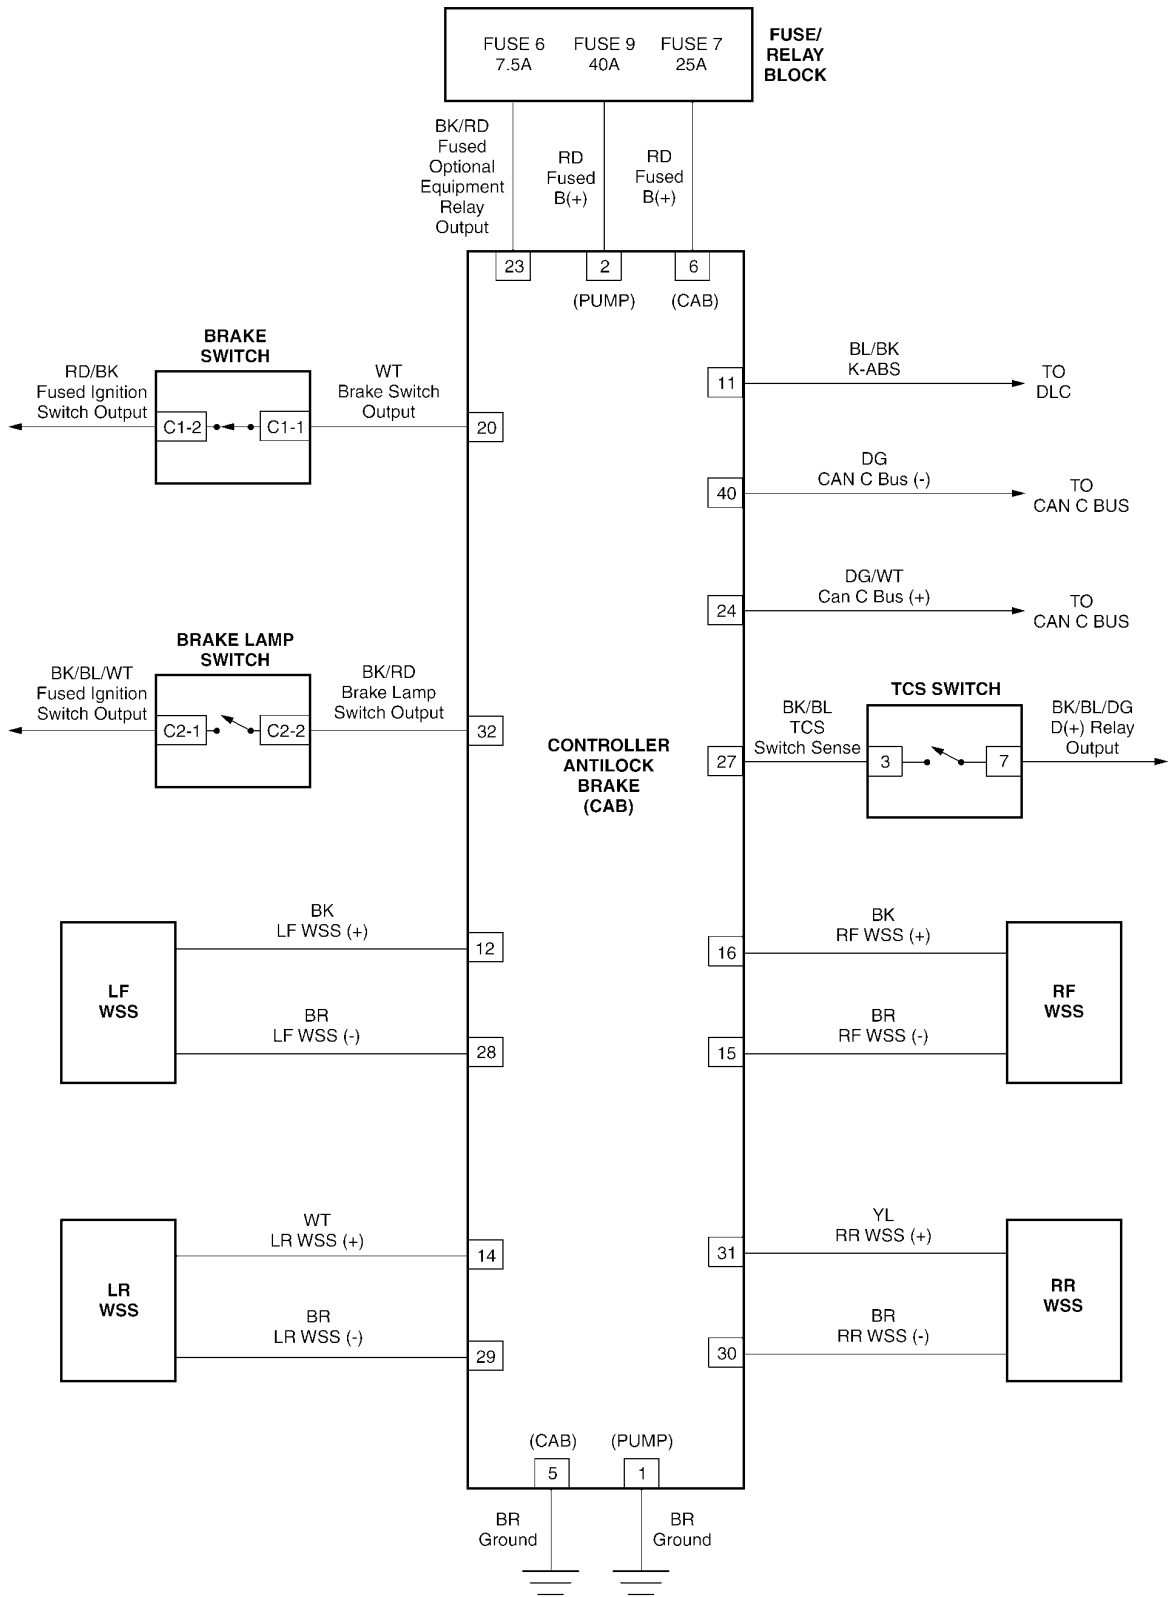 FUSE 6
7.5A
FUSE 9
40A
FUSE 7
25A
FUSE/
RELAY
BLOCK
BK/RD
Fused
Optional
Equipment
Relay
Output
RD
Fused
B(+)
RD
Fused
B(+)
23
2
6
(PUMP)
(CAB)
BRAKE
SWITCH
RD/BK
Fused Ignition
Switch Output
C1-2
C1-1
WT
Brake Switch
Output
20
11
BL/BK
K-ABS
TO
DLC
40
DG
CAN C Bus (-)
TO
CAN C BUS
24
DG/WT
Can C Bus (+)
TO
CAN C BUS
BRAKE LAMP
SWITCH
BK/BL/WT
Fused Ignition
Switch Output
C2-1
C2-2
BK/RD
Brake Lamp
Switch Output
32
CONTROLLER
ANTILOCK
BRAKE
(CAB)
27
BK/BL
TCS
Switch Sense
TCS SWITCH
3
7
BK/BL/DG
D(+) Relay
Output
LF
WSS
BK
LF WSS (+)
12
BR
LF WSS (-)
28
16
BK
RF WSS (+)
15
BR
RF WSS (-)
RF
WSS
LR
WSS
WT
LR WSS (+)
14
BR
LR WSS (-)
29
31
YL
RR WSS (+)
30
BR
RR WSS (-)
RR
WSS
(CAB)
(PUMP)
5
1
BR
Ground
BR
Ground